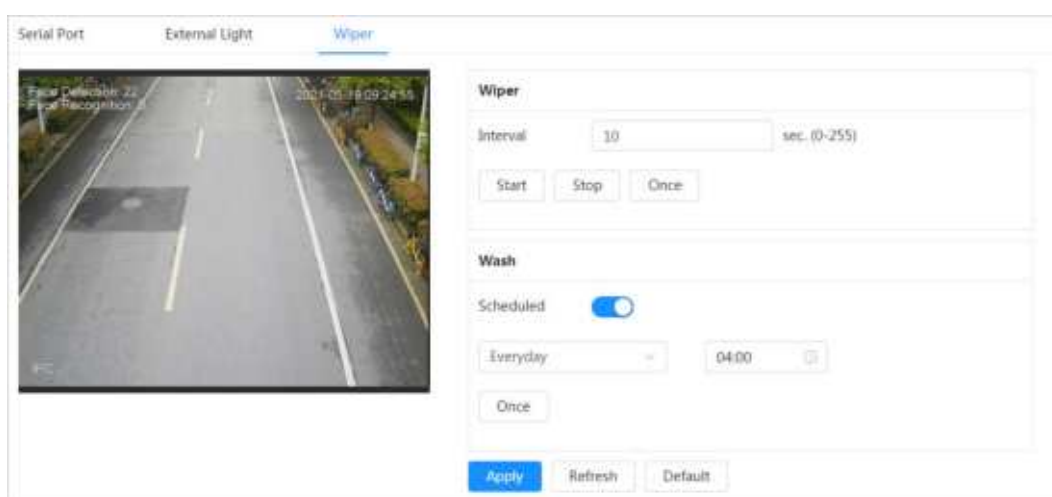 Serial Port External Light Wiper
Face Detection: 22
Face Recognition: 0
2021-05-19 09:24:55
Wiper
Interval 10 sec. (0-255)
Start Stop Once
Wash
Scheduled
Everyday 04:00
Once
Apply Refresh Default